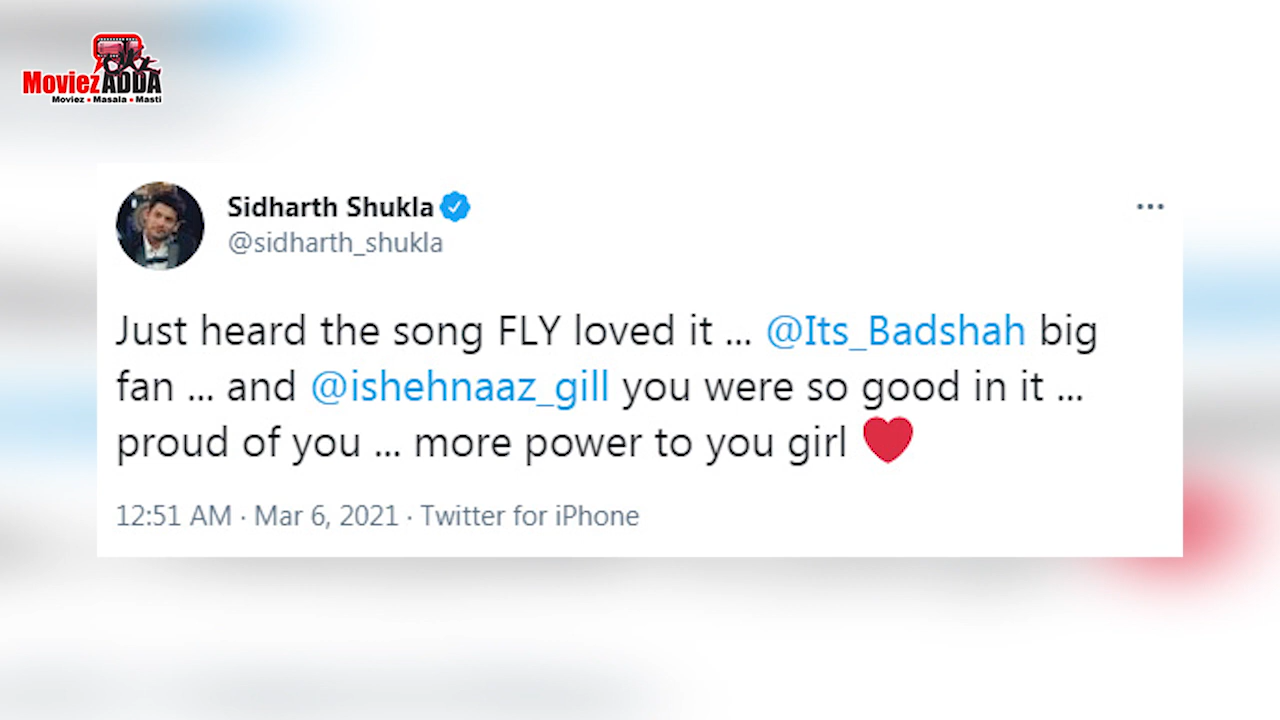 MoviezADDA
Moviez • Masala • Masti
Sidharth Shukla
@sidharth_shukla
Just heard the song FLY loved it ... @Its_Badshah big
fan ... and @ishehnaaz_gill you were so good in it ...
proud of you ... more power to you girl ❤️
12:51 AM · Mar 6, 2021 · Twitter for iPhone